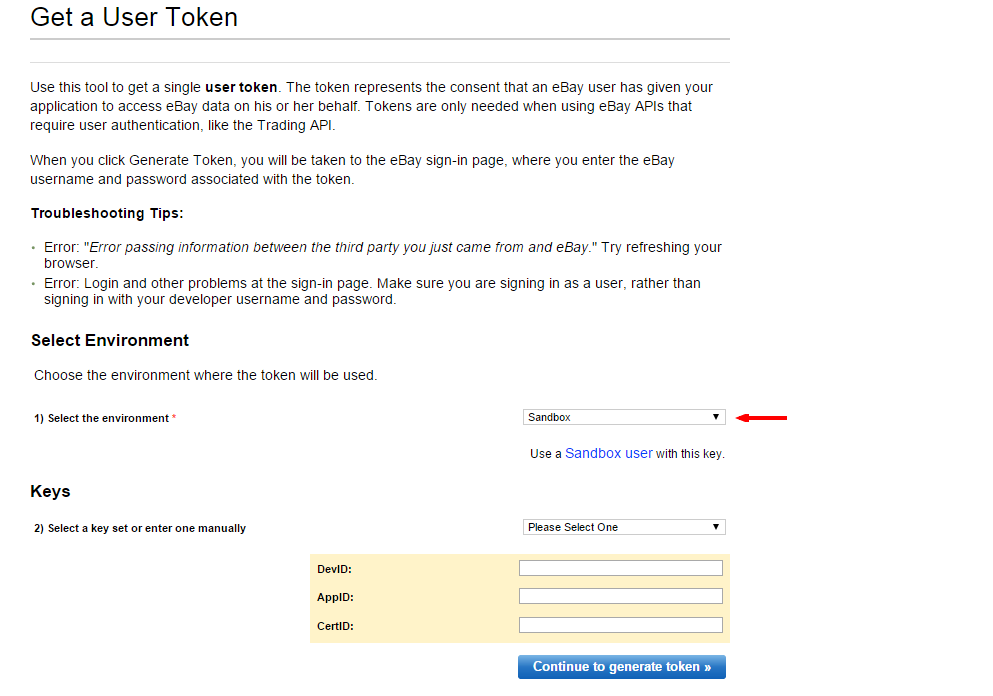 Get a User Token
Use this tool to get a single user token. The token represents the consent that an eBay user has given your
application to access eBay data on his or her behalf. Tokens are only needed when using eBay APIs that
require user authentication, like the Trading API.
When you click Generate Token, you will be taken to the eBay sign-in page, where you enter the eBay
username and password associated with the token.
Troubleshooting Tips:
• Error: "Error passing information between the third party you just came from and eBay." Try refreshing your
browser.
• Error: Login and other problems at the sign-in page. Make sure you are signing in as a user, rather than
signing in with your developer username and password.
Select Environment
Choose the environment where the token will be used.
1) Select the environment * Sandbox ▼
Use a Sandbox user with this key.
Keys
2) Select a key set or enter one manually Please Select One ▼
DevID:
AppID:
CertID:
Continue to generate token »